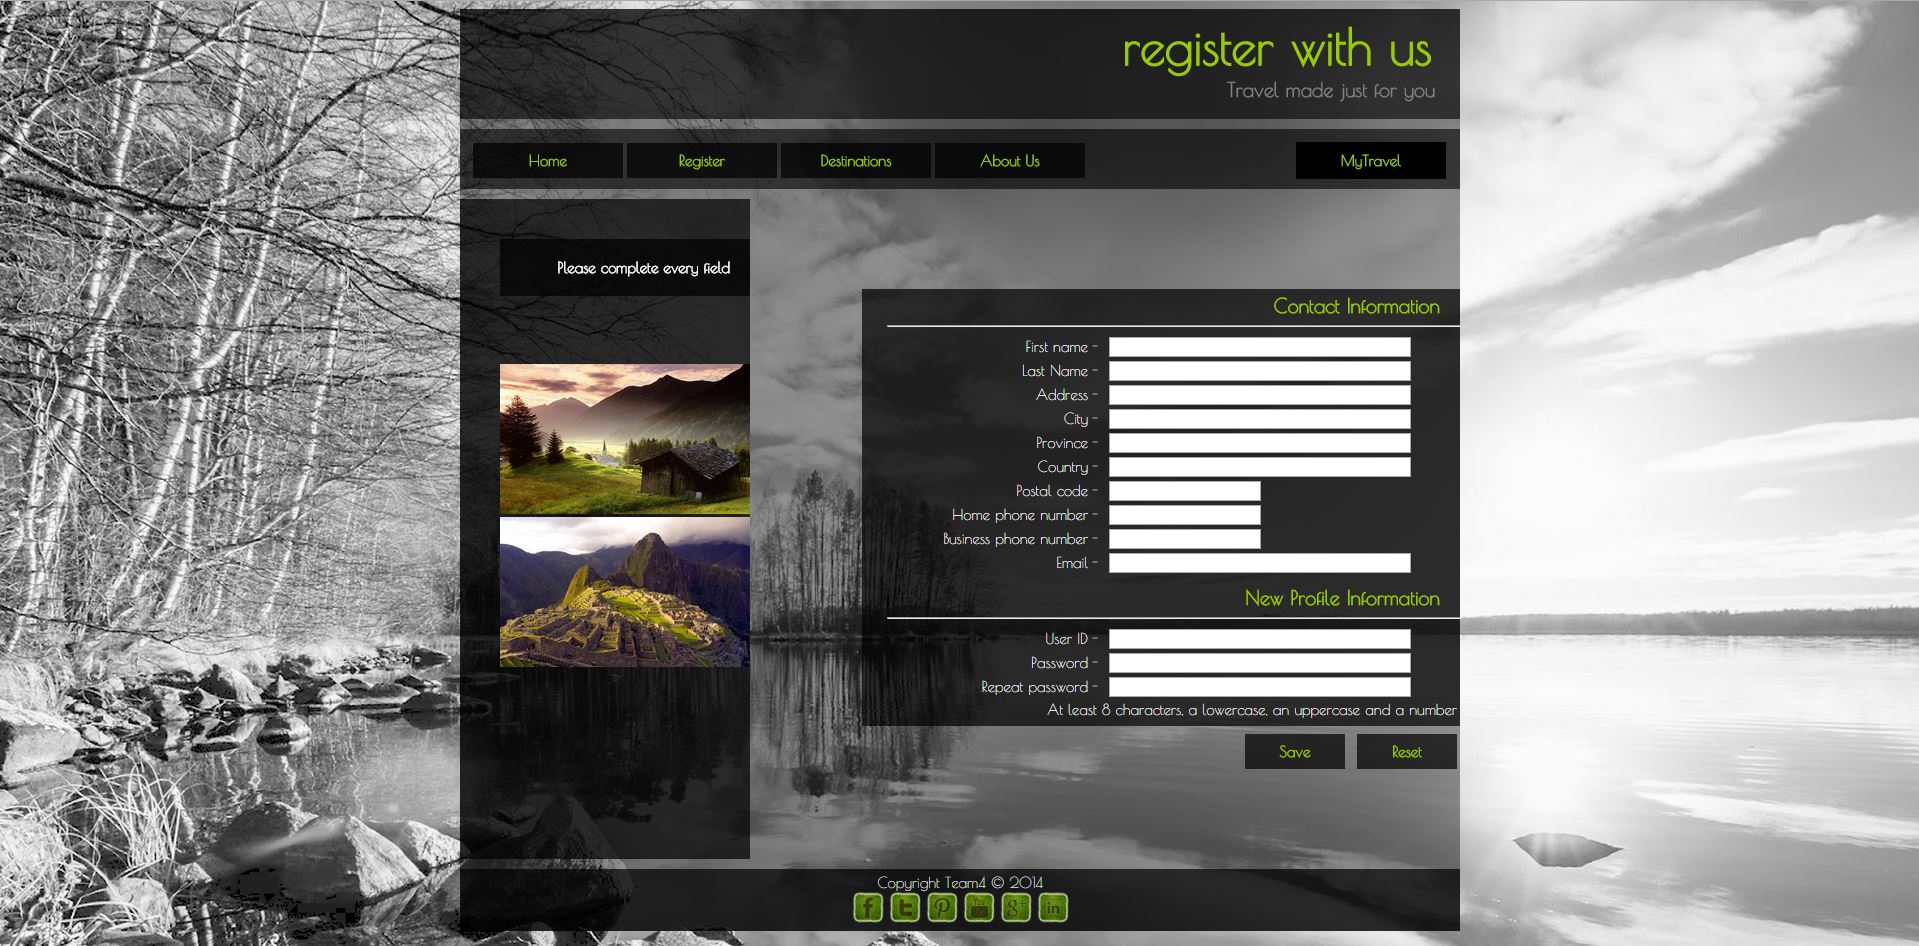 register with us
Travel made just for you
Home Register Destinations About Us MyTravel
Please complete every field
Contact Information
First name -
Last Name -
Address -
City -
Province -
Country -
Postal code -
Home phone number -
Business phone number -
Email -
New Profile Information
User ID -
Password -
Repeat password -
At least 8 characters, a lowercase, an uppercase and a number
Save Reset
Copyright Team4 © 2014
f t p You g+ in